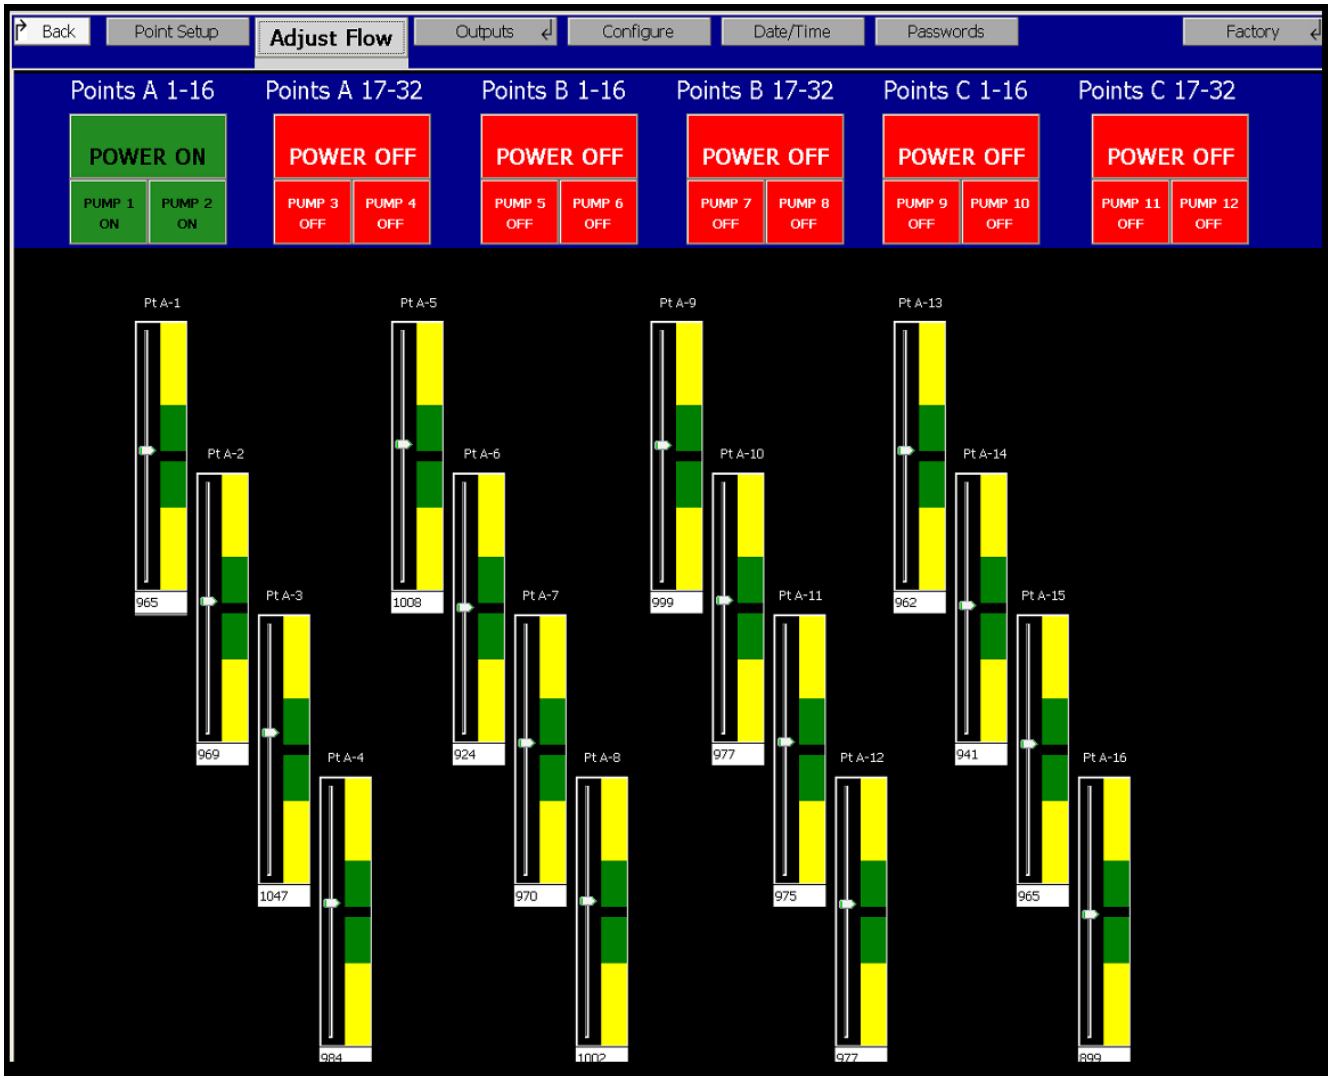 Back Point Setup Adjust Flow Outputs Configure Date/Time Passwords Factory
Points A 1-16 Points A 17-32 Points B 1-16 Points B 17-32 Points C 1-16 Points C 17-32
POWER ON POWER OFF POWER OFF POWER OFF POWER OFF POWER OFF
PUMP 1 PUMP 2 PUMP 3 PUMP 4 PUMP 5 PUMP 6 PUMP 7 PUMP 8 PUMP 9 PUMP 10 PUMP 11 PUMP 12
ON ON OFF OFF OFF OFF OFF OFF OFF OFF OFF OFF
Pt A-1 Pt A-5 Pt A-9 Pt A-13
Pt A-2 Pt A-6 Pt A-10 Pt A-14
965 Pt A-3 1008 Pt A-7 999 Pt A-11 962 Pt A-15
969 Pt A-4 924 Pt A-8 977 Pt A-12 941 Pt A-16
1047 970 975 965
984 1002 977 899